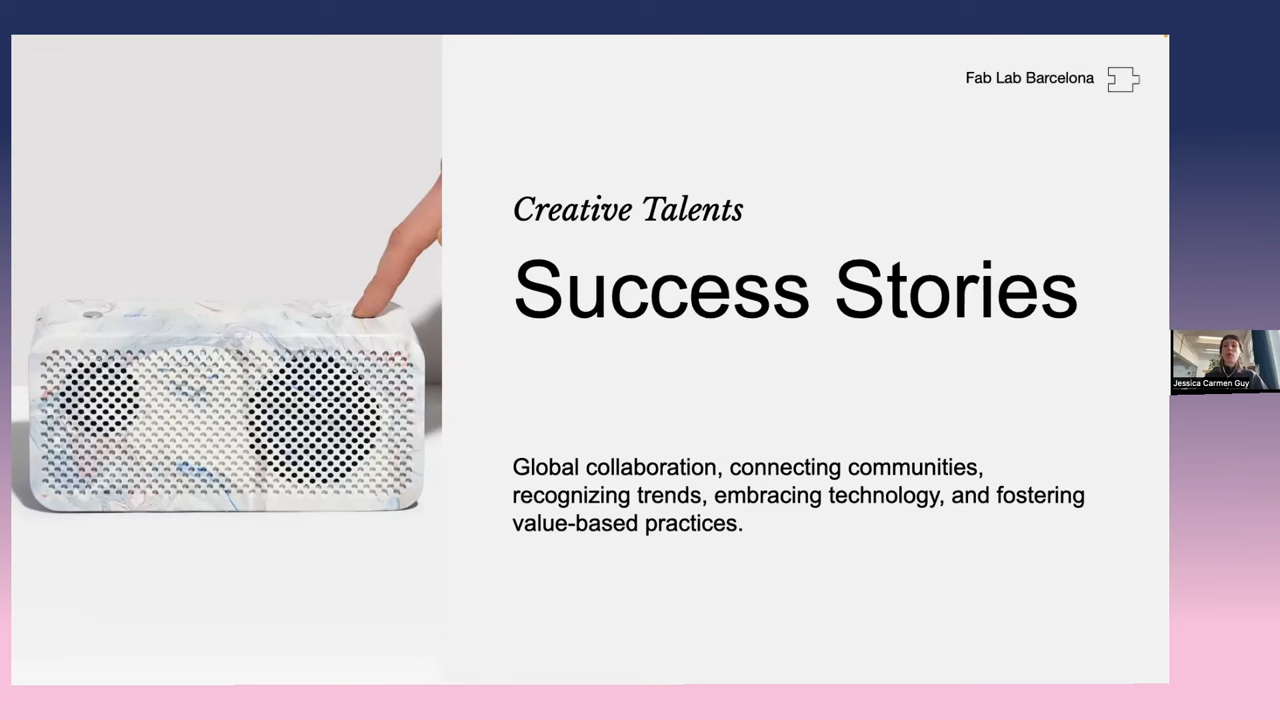 Fab Lab Barcelona
Creative Talents
Success Stories
Global collaboration, connecting communities,
recognizing trends, embracing technology, and fostering
value-based practices.
Jessica Carmen Guy